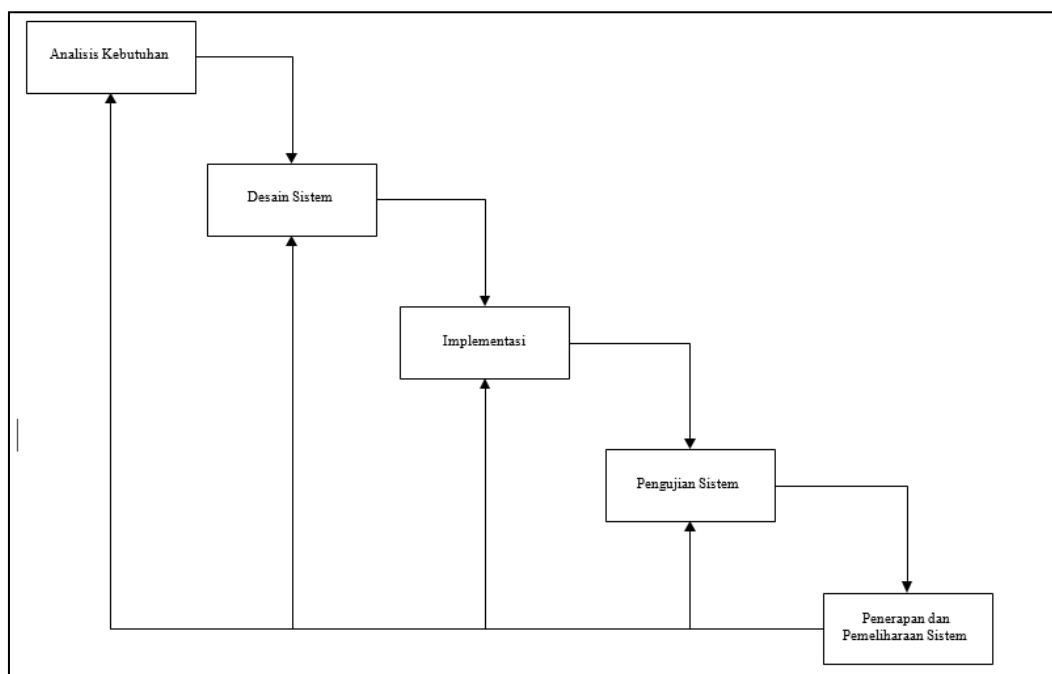 Analisis Kebutuhan
Desain Sistem
Implementasi
Pengujian Sistem
Penerapan dan
Pemeliharaan Sistem